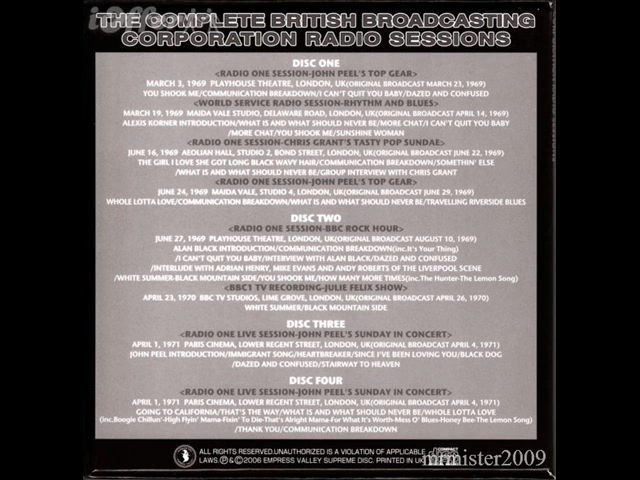 THE COMPLETE BRITISH BROADCASTING
CORPORATION RADIO SESSIONS
DISC ONE
<RADIO ONE SESSION-JOHN PEEL'S TOP GEAR>
MARCH 3, 1969 PLAYHOUSE THEATRE, LONDON, UK(ORIGINAL BROADCAST MARCH 23, 1969)
YOU SHOOK ME/COMMUNICATION BREAKDOWN/I CAN'T QUIT YOU BABY/DAZED AND CONFUSED
<WORLD SERVICE RADIO SESSION-RHYTHM AND BLUES>
MARCH 19, 1969 MAIDA VALE STUDIO, DELAWARE ROAD, LONDON, UK(ORIGINAL BROADCAST APRIL 14, 1969)
ALEXIS KORNER INTRODUCTION/WHAT IS AND WHAT SHOULD NEVER BE/MORE CHAT/I CAN'T QUIT YOU BABY
/MORE CHAT/YOU SHOOK ME/SUNSHINE WOMAN
<RADIO ONE SESSION-CHRIS GRANT'S TASTY POP SUNDAE>
JUNE 16, 1969 AEOLIAN HALL, STUDIO 2, BOND STREET, LONDON, UK(ORIGINAL BROADCAST JUNE 22, 1969)
THE GIRL I LOVE SHE GOT LONG BLACK WAVY HAIR/COMMUNICATION BREAKDOWN/SOMETHIN' ELSE
/WHAT IS AND WHAT SHOULD NEVER BE/GROUP INTERVIEW WITH CHRIS GRANT
<RADIO ONE SESSION-JOHN PEEL'S TOP GEAR>
JUNE 24, 1969 MAIDA VALE, STUDIO 4, LONDON, UK(ORIGINAL BROADCAST JUNE 29, 1969)
WHOLE LOTTA LOVE/COMMUNICATION BREAKDOWN/WHAT IS AND WHAT SHOULD NEVER BE/TRAVELLING RIVERSIDE BLUES
DISC TWO
<RADIO ONE SESSION-BBC ROCK HOUR>
JUNE 27, 1969 PLAYHOUSE THEATRE, LONDON, UK(ORIGINAL BROADCAST AUGUST 10, 1969)
ALAN BLACK INTRODUCTION/COMMUNICATION BREAKDOWN(inc.It's Your Thing)
/I CAN'T QUIT YOU BABY/INTERVIEW WITH ALAN BLACK/DAZED AND CONFUSED
/INTERLUDE WITH ADRIAN HENRY, MIKE EVANS AND ANDY ROBERTS OF THE LIVERPOOL SCENE
/WHITE SUMMER-BLACK MOUNTAIN SIDE/YOU SHOOK ME/HOW MANY MORE TIMES(inc.The Hunter-The Lemon Song)
<BBC1 TV RECORDING-JULIE FELIX SHOW>
APRIL 23, 1970 BBC TV STUDIOS, LIME GROVE, LONDON, UK(ORIGINAL BROADCAST APRIL 26, 1970)
WHITE SUMMER/BLACK MOUNTAIN SIDE
DISC THREE
<RADIO ONE LIVE SESSION-JOHN PEEL'S SUNDAY IN CONCERT>
APRIL 1, 1971 PARIS CINEMA, LOWER REGENT STREET, LONDON, UK(ORIGINAL BROADCAST APRIL 4, 1971)
JOHN PEEL INTRODUCTION/IMMIGRANT SONG/HEARTBREAKER/SINCE I'VE BEEN LOVING YOU/BLACK DOG
/DAZED AND CONFUSED/STAIRWAY TO HEAVEN
DISC FOUR
<RADIO ONE LIVE SESSION-JOHN PEEL'S SUNDAY IN CONCERT>
APRIL 1, 1971 PARIS CINEMA, LOWER REGENT STREET, LONDON, UK(ORIGINAL BROADCAST APRIL 4, 1971)
GOING TO CALIFORNIA/THAT'S THE WAY/WHAT IS AND WHAT SHOULD NEVER BE/WHOLE LOTTA LOVE
(inc.Boogie Chillun'-High Flyin' Mama-Fixin' To Die-That's Alright Mama-For What It's Worth-Mess O' Blues-Honey Bee-The Lemon Song)
/THANK YOU/COMMUNICATION BREAKDOWN
ALL RIGHTS RESERVED.UNAUTHORIZED IS A VIOLATION OF APPLICABLE
LAWS. ℗&©2006 EMPRESS VALLEY SUPREME DISC. PRINTED IN UK
mrmister2009